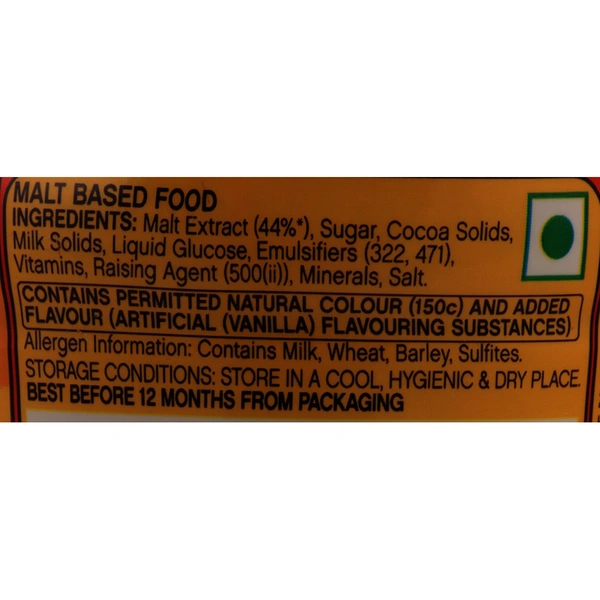 MALT BASED FOOD
INGREDIENTS: Malt Extract (44%*), Sugar, Cocoa Solids,
Milk Solids, Liquid Glucose, Emulsifiers (322, 471),
Vitamins, Raising Agent (500(ii)), Minerals, Salt.
CONTAINS PERMITTED NATURAL COLOUR (150c) AND ADDED
FLAVOUR (ARTIFICIAL (VANILLA) FLAVOURING SUBSTANCES)
Allergen Information: Contains Milk, Wheat, Barley, Sulfites.
STORAGE CONDITIONS: STORE IN A COOL, HYGIENIC & DRY PLACE.
BEST BEFORE 12 MONTHS FROM PACKAGING